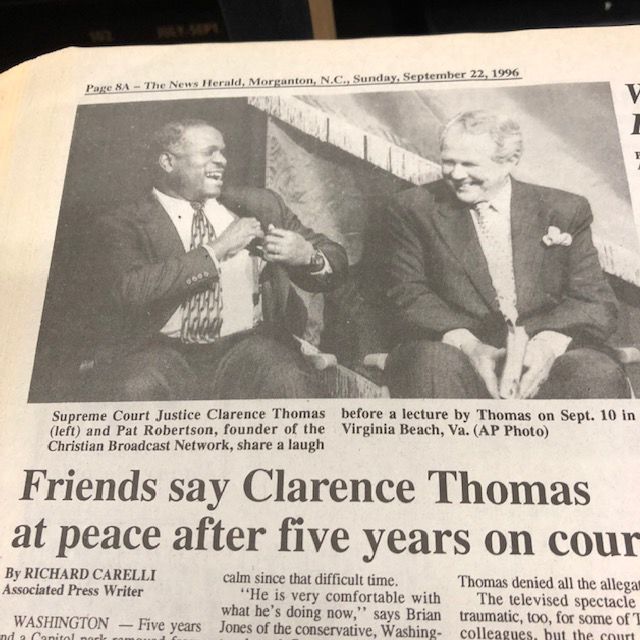 Page 8A – The News Herald, Morganton, N.C., Sunday, September 22, 1996
Supreme Court Justice Clarence Thomas
(left) and Pat Robertson, founder of the
Christian Broadcast Network, share a laugh
before a lecture by Thomas on Sept. 10 in
Virginia Beach, Va. (AP Photo)
Friends say Clarence Thomas
at peace after five years on cour
By RICHARD CARELLI
Associated Press Writer
WASHINGTON — Five years
a Capitol park
calm since that difficult time.
"He is very comfortable with
what he's doing now," says Brian
Jones of the conservative, Washing-
Thomas denied all the allegat
The televised spectacle
traumatic, too, for some of
colleagues, but the cou